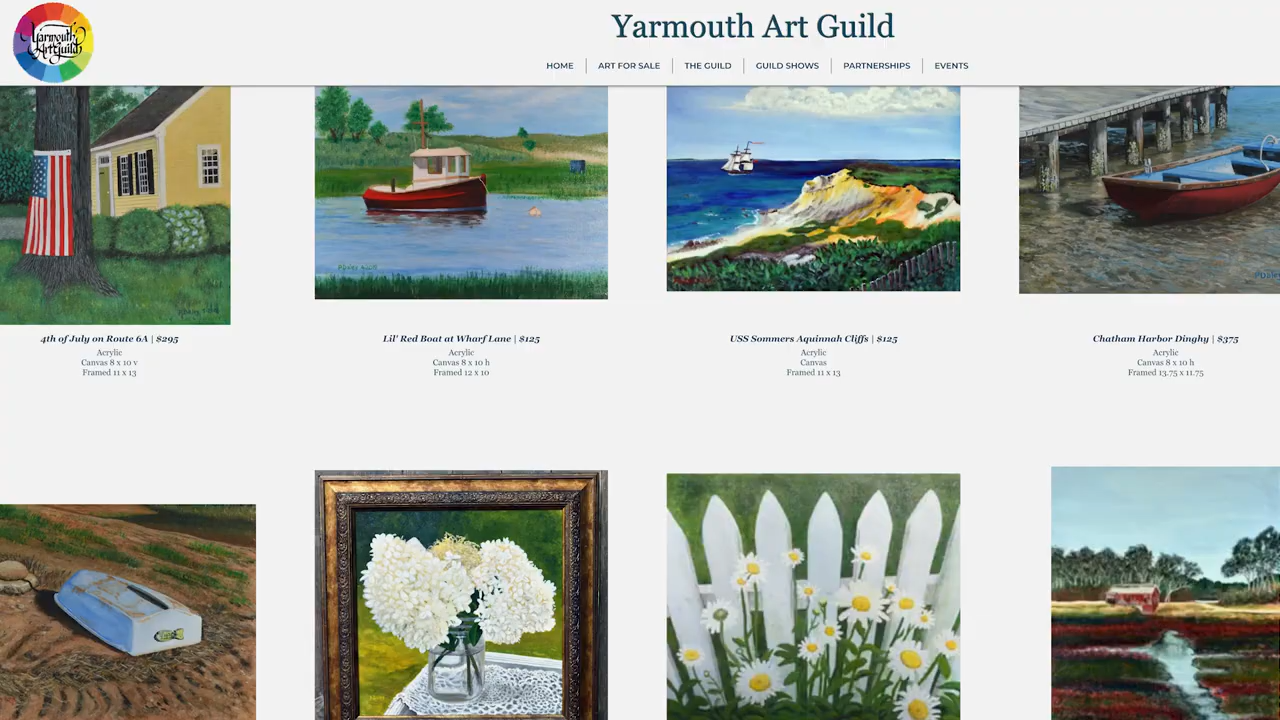 Yarmouth
Art Guild
Yarmouth Art Guild
HOME
ART FOR SALE
THE GUILD
GUILD SHOWS
PARTNERSHIPS
EVENTS
4th of July on Route 6A | $295
Acrylic
Canvas 8 x 10 v
Framed 11 x 13
Lil' Red Boat at Wharf Lane | $125
Acrylic
Canvas 8 x 10 h
Framed 12 x 10
USS Sommers Aquinnah Cliffs | $125
Acrylic
Canvas
Framed 11 x 13
Chatham Harbor Dinghy | $375
Acrylic
Canvas 8 x 10 h
Framed 13.75 x 11.75